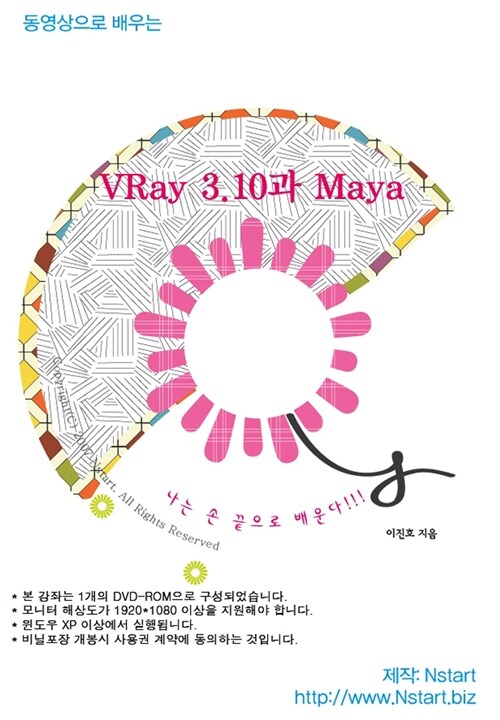 동영상으로 배우는
VRay 3.10과 Maya
Copyright(C) 2007 Nstart. All Rights Reserved
나는 손 끝으로 배운다!!!
이진호 지음
* 본 강좌는 1개의 DVD-ROM으로 구성되었습니다.
* 모니터 해상도가 1920*1080 이상을 지원해야 합니다.
* 윈도우 XP 이상에서 실행됩니다.
* 비닐포장 개봉시 사용권 계약에 동의하는 것입니다.
제작: Nstart
http://www.Nstart.biz